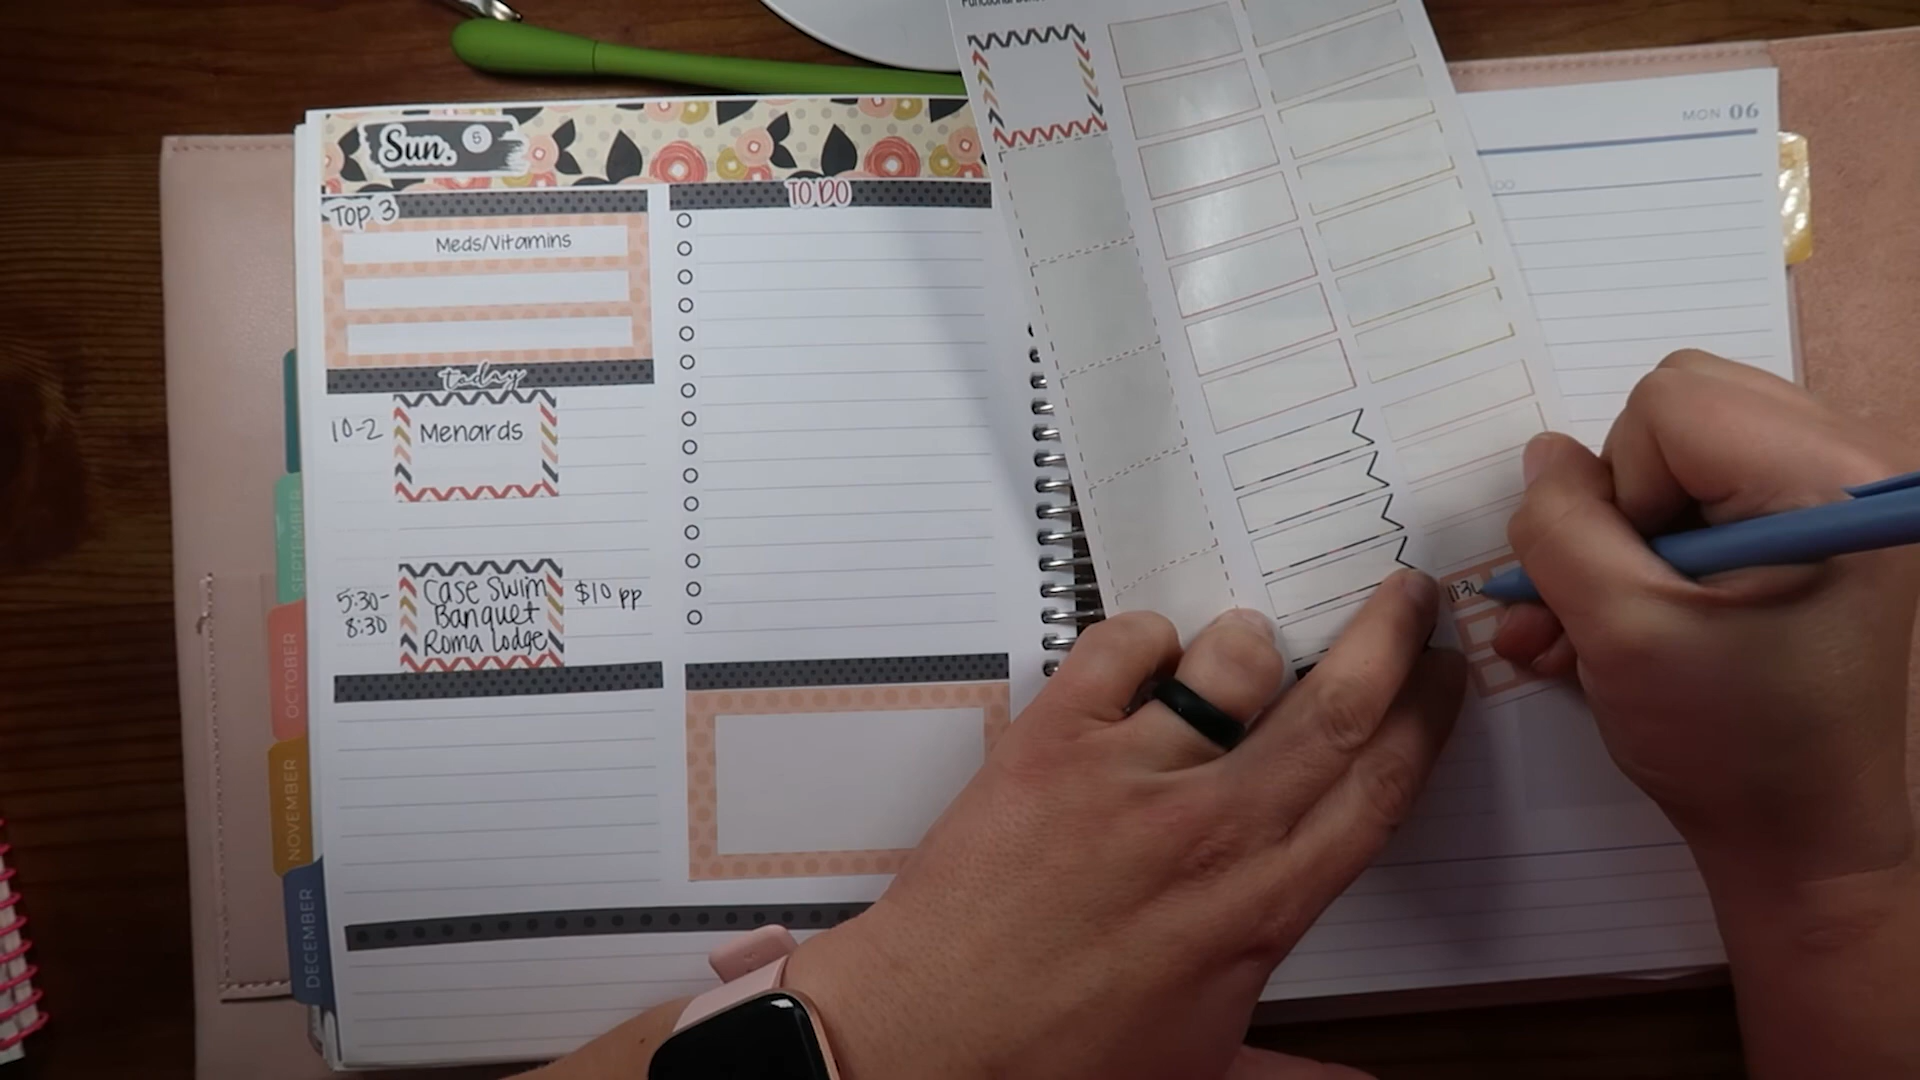 Sun. 5
TOP 3
TO DO
Meds/Vitamins
today
10-2
Menards
5:30-
8:30
Case Swim
Banquet
Roma Lodge
$10 pp
SEPTEMBER
OCTOBER
NOVEMBER
DECEMBER
Functional
MON 06